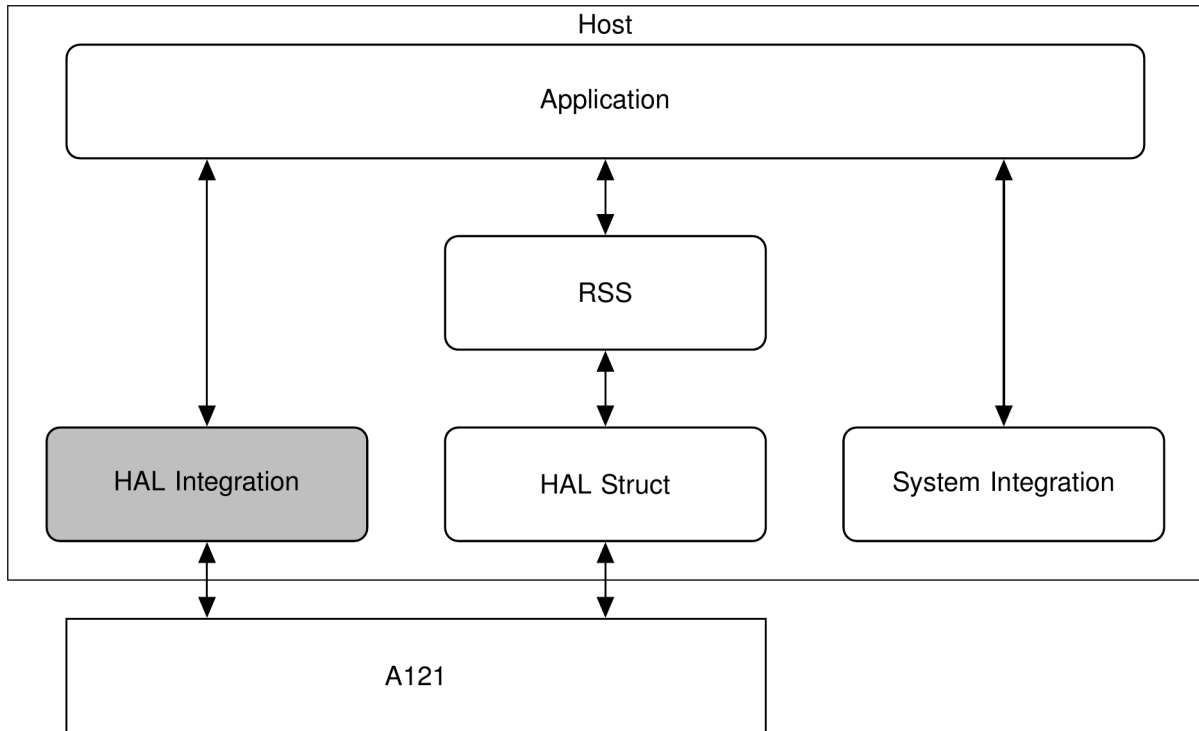 Host
Application
RSS
HAL Integration
HAL Struct
System Integration
A121